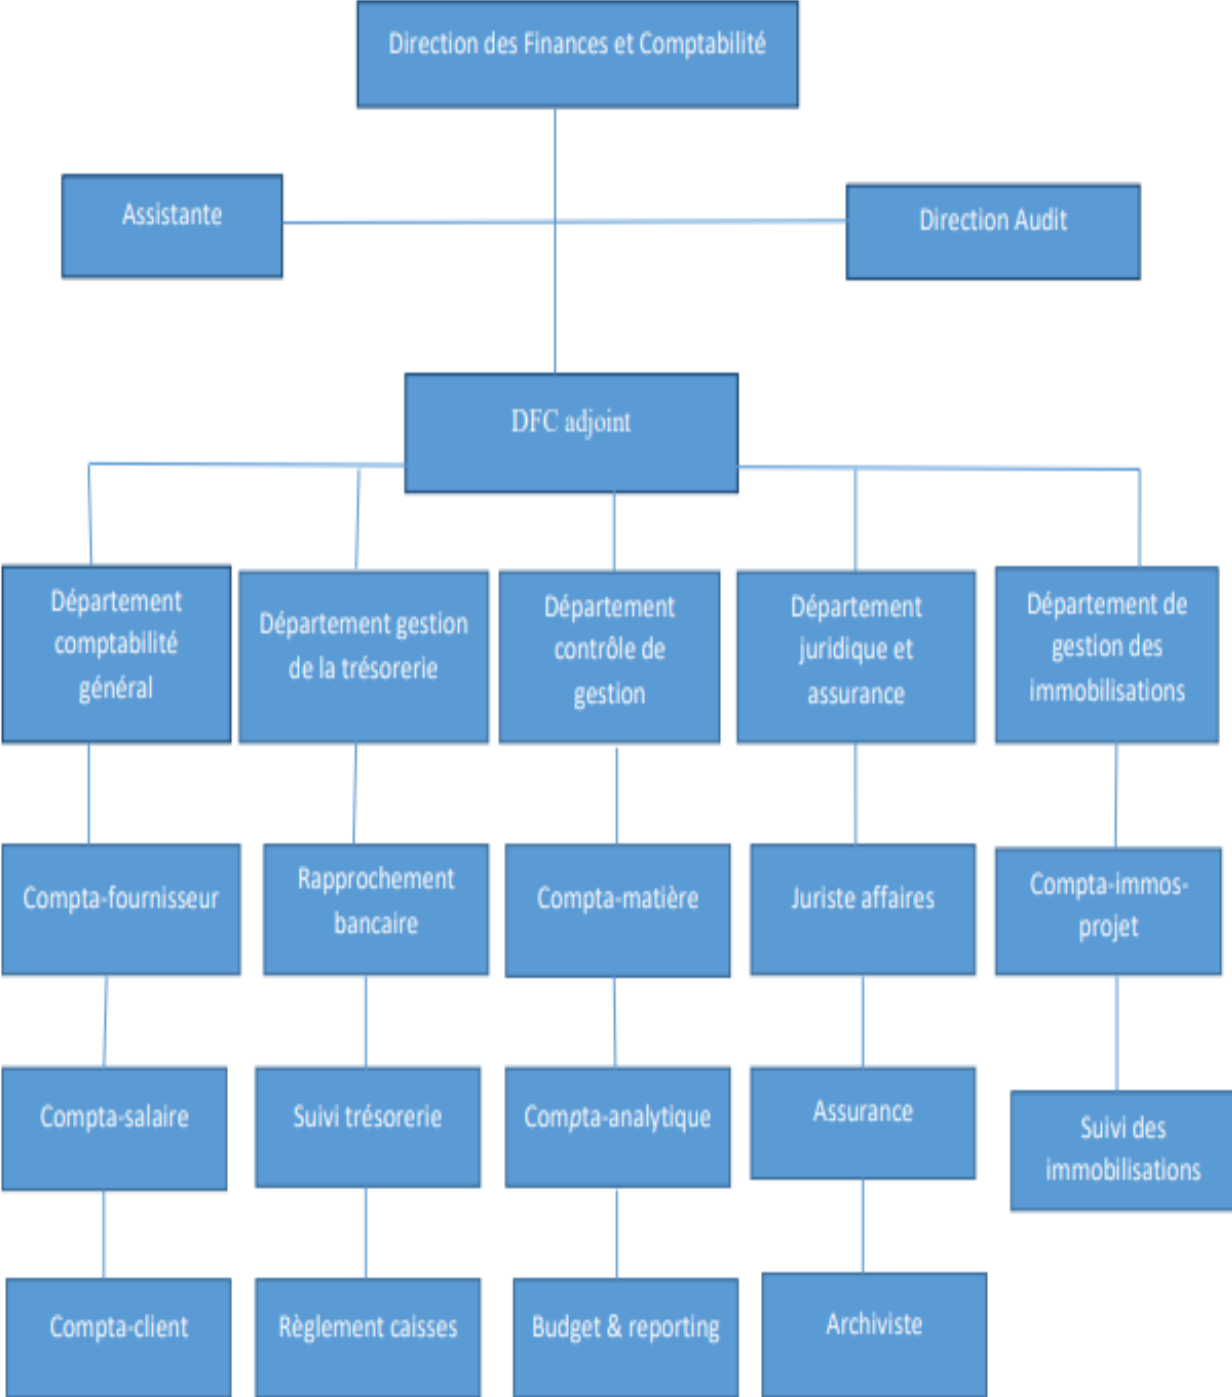 Direction des Finances et Comptabilité
Assistante
Direction Audit
DFC adjoint
Département
comptabilité
général
Département gestion
de la trésorerie
Département
contrôle de
gestion
Département
juridique et
assurance
Département de
gestion des
immobilisations
Compta-fournisseur
Rapprochement
bancaire
Compta-matière
Juriste affaires
Compta-immos-
projet
Compta-salaire
Suivi trésorerie
Compta-analytique
Assurance
Suivi des
immobilisations
Compta-client
Règlement caisses
Budget & reporting
Archiviste